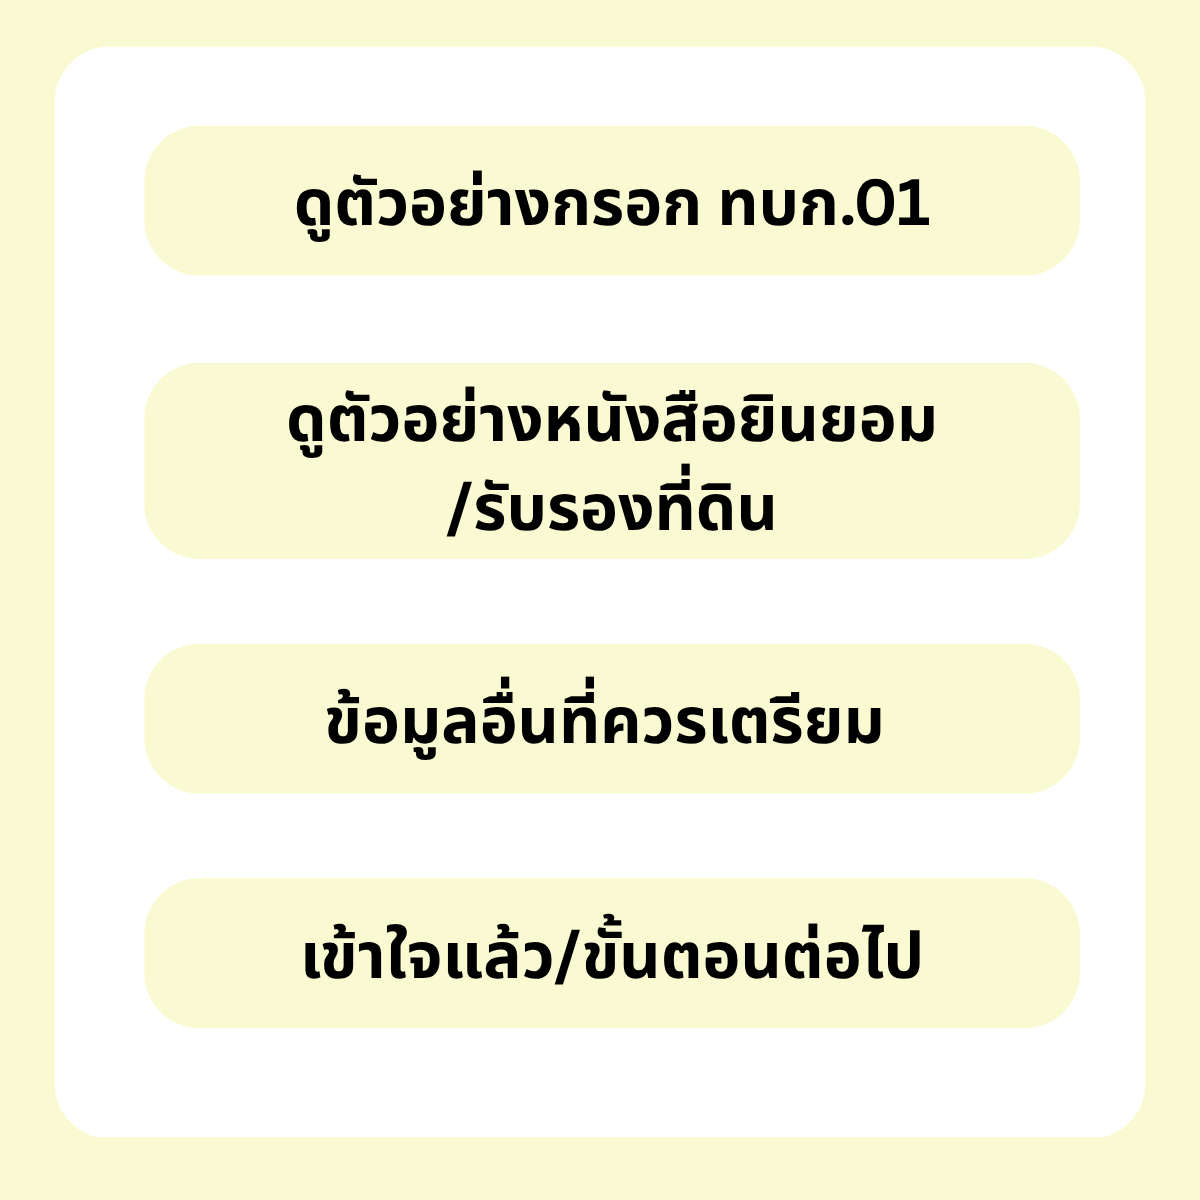 ดูตัวอย่างกรอก ทบก.01
ดูตัวอย่างหนังสือยินยอม
/รับรองที่ดิน
ข้อมูลอื่นที่ควรเตรียม
เข้าใจแล้ว/ขั้นตอนต่อไป